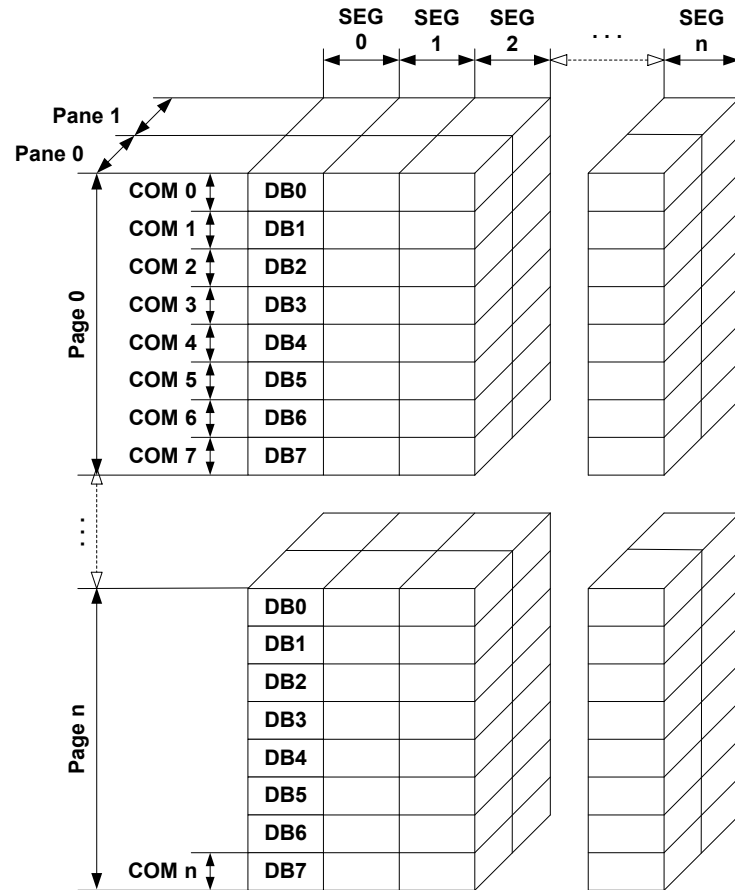 SEG 0
SEG 1
SEG 2
. . .
SEG n
Pane 1
Pane 0
Page 0
COM 0 DB0
COM 1 DB1
COM 2 DB2
COM 3 DB3
COM 4 DB4
COM 5 DB5
COM 6 DB6
COM 7 DB7
. . .
Page n
DB0
DB1
DB2
DB3
DB4
DB5
DB6
COM n DB7